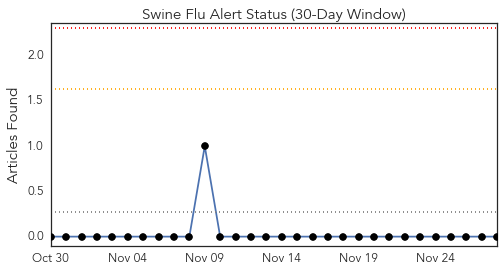 Swine Flu Alert Status (30-Day Window)
Articles Found
2.0
1.5
1.0
0.5
0.0
Oct 30 Nov 04 Nov 09 Nov 14 Nov 19 Nov 24